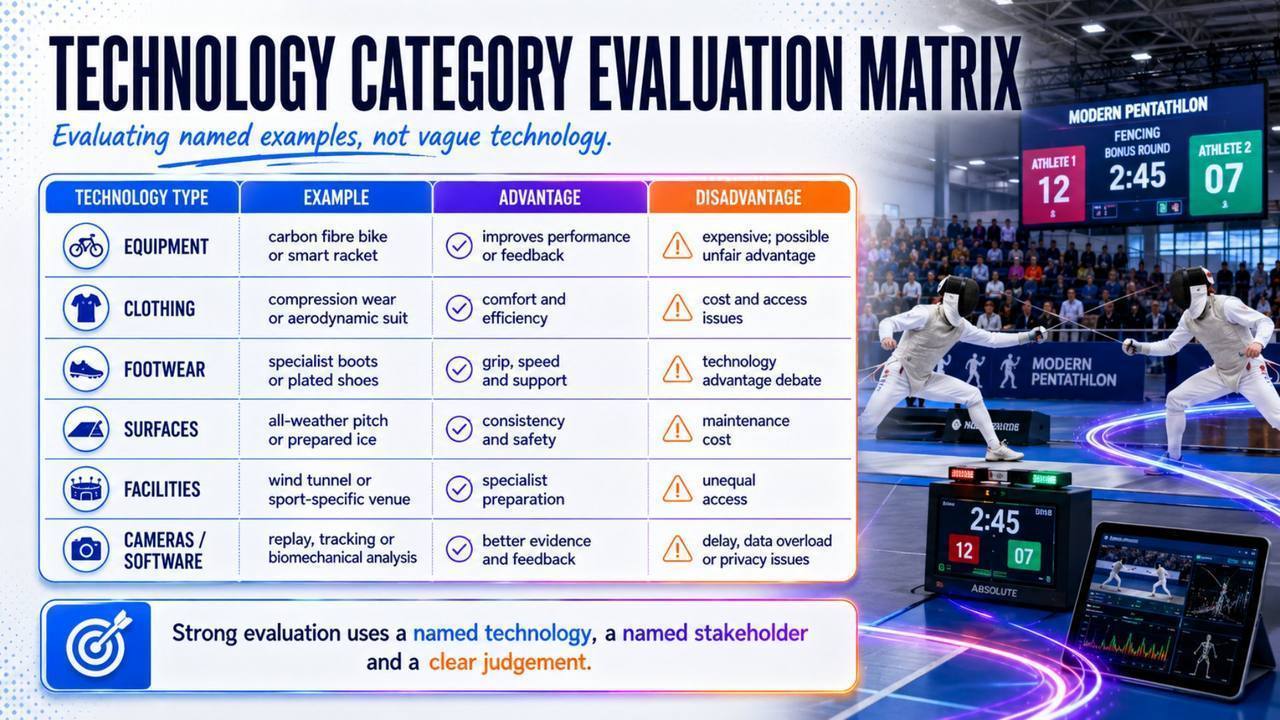 TECHNOLOGY CATEGORY EVALUATION MATRIX
Evaluating named examples, not vague technology.
TECHNOLOGY TYPE
EXAMPLE
ADVANTAGE
DISADVANTAGE
EQUIPMENT
carbon fibre bike
or smart racket
improves performance
or feedback
expensive; possible
unfair advantage
CLOTHING
compression wear
or aerodynamic suit
comfort and
efficiency
cost and access
issues
FOOTWEAR
specialist boots
or plated shoes
grip, speed
and support
technology
advantage debate
SURFACES
all-weather pitch
or prepared ice
consistency
and safety
maintenance
cost
FACILITIES
wind tunnel or
sport-specific venue
specialist
preparation
unequal
access
CAMERAS /
SOFTWARE
replay, tracking or
biomechanical analysis
better evidence
and feedback
delay, data overload
or privacy issues
Strong evaluation uses a named technology, a named stakeholder
and a clear judgement.
MODERN PENTATHLON
FENCING
BONUS ROUND
ATHLETE 1
12
2:45
ATHLETE 2
07
MODERN
PENTATHLON
2:45
12
07
ABSOLUTE